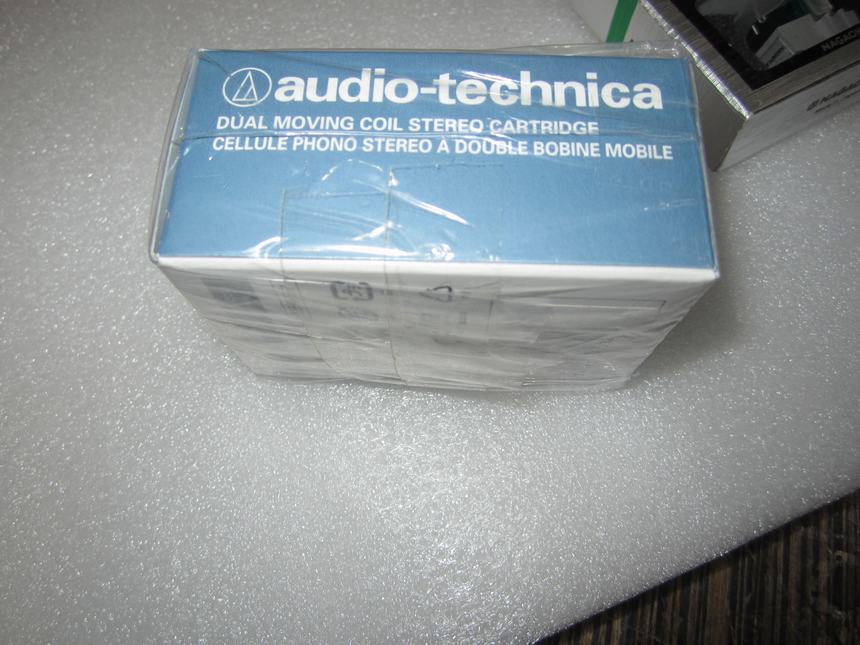 audio-technica
DUAL MOVING COIL STEREO CARTRIDGE
CELLULE PHONO STEREO A DOUBLE BOBINE MOBILE